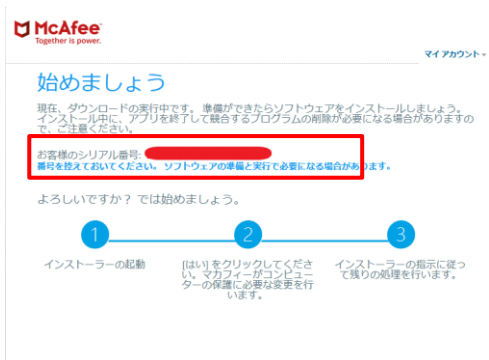 McAfee
Together is power.
マイ アカウント
始めましょう
現在、ダウンロードの実行中です。 準備ができたらソフトウェアをインストールしましょう。
インストール中に、アプリを終了して競合するプログラムの削除が必要になる場合がありますの
で、ご注意ください。
お客様のシリアル番号:
番号を控えておいてください。 ソフトウェアの準備と実行で必要になる場合があります。
よろしいですか? では始めましょう。
1
2
3
インストーラーの起動
[はい] をクリックしてくださ
い。マカフィーがコンピュー
ターの保護に必要な変更を行
います。
インストーラーの指示に従っ
て残りの処理を行います。